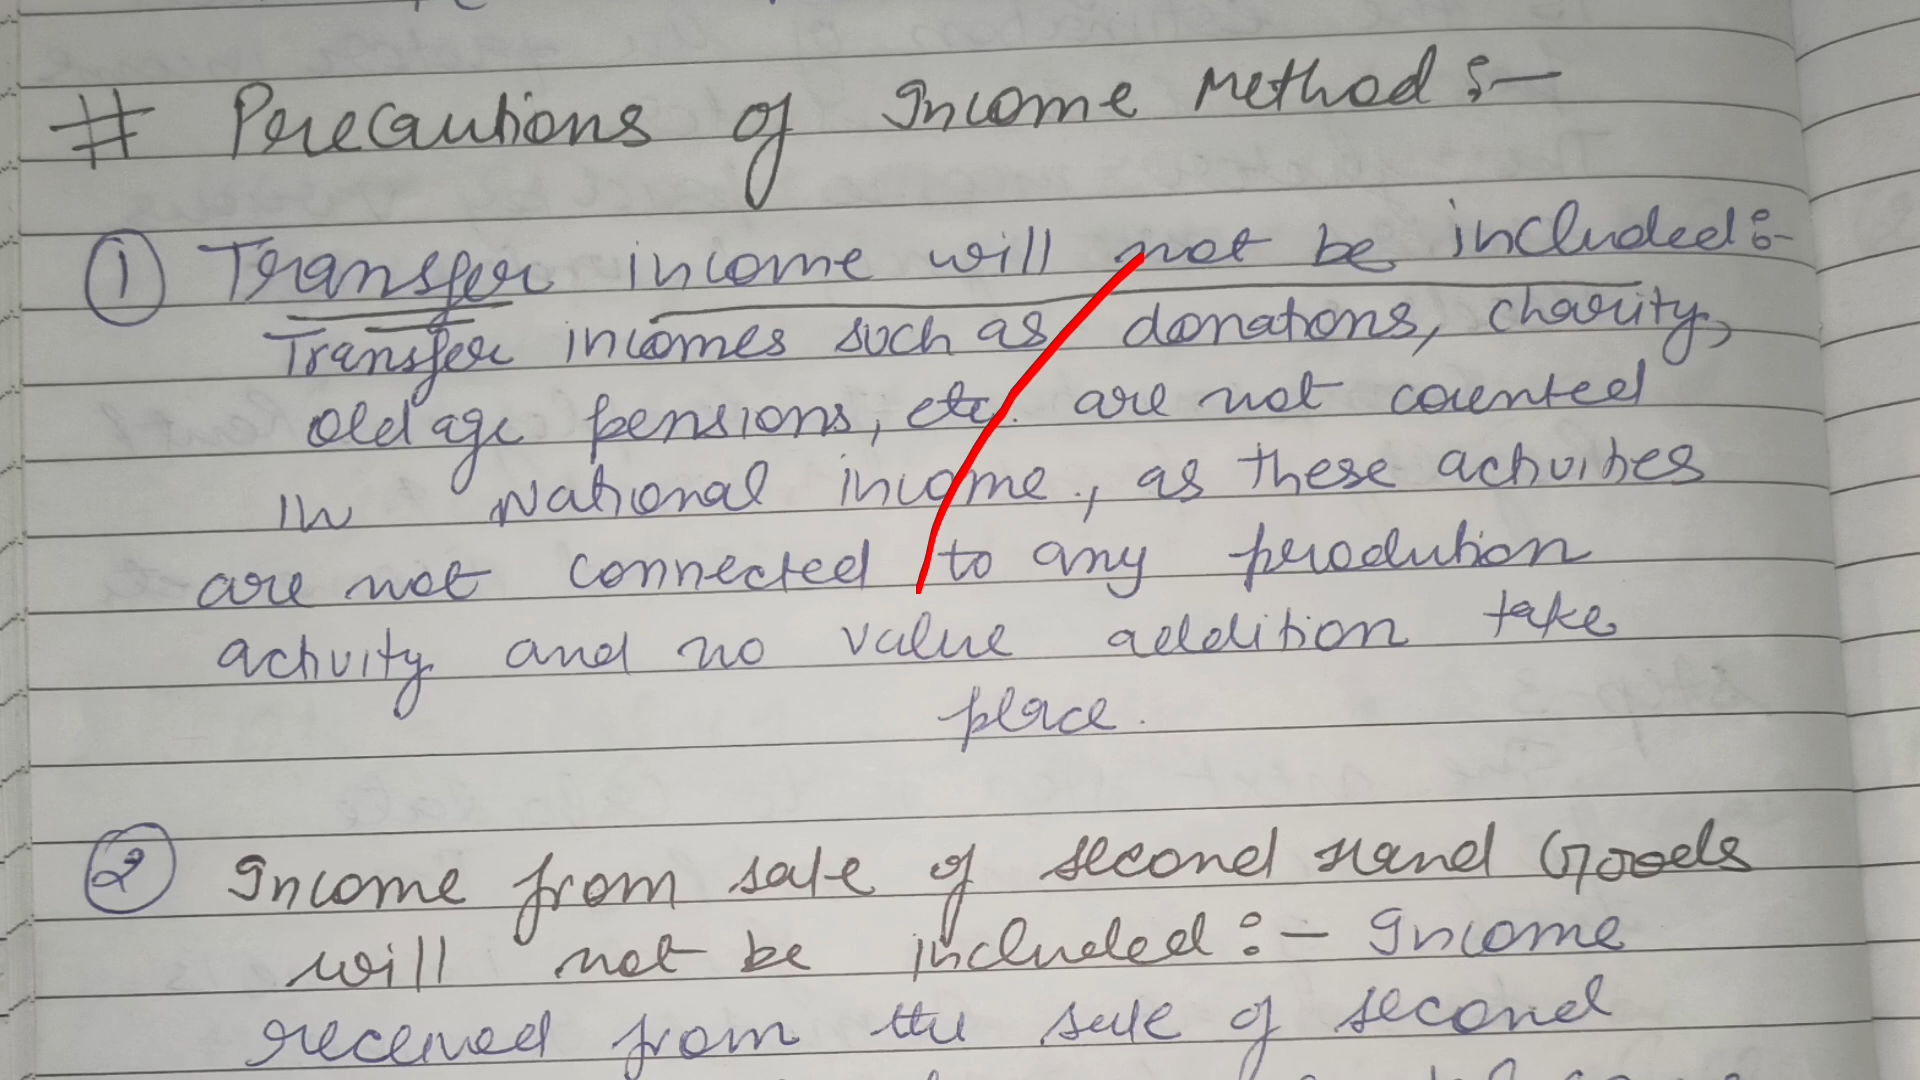 # Precautions of Income Method :-
① Transfer income will not be included :-
Transfer incomes such as donations, charity,
old age pensions, etc. are not counted
in National income, as these activities
are not connected to any prodution
activity and no value addition take
place.
② Income from sale of second Hand Goods
will not be included :- Income
received from the sale of second